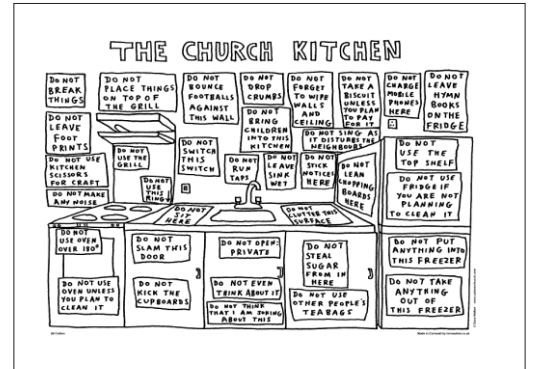 THE CHURCH KITCHEN
DO NOT
BREAK
THINGS
DO NOT
PLACE THINGS
ON TOP OF
THE GRILL
DO NOT
BOUNCE
FOOTBALLS
AGAINST
THIS WALL
DO NOT
DROP
CRUMBS
DO NOT
FORGET
TO WIPE
WALLS
AND
CEILING
DO NOT
TAKE A
BISCUIT
UNLESS
YOU PLAN
TO PAY
FOR IT
DO NOT
CHARGE
MOBILE
PHONES
HERE
DO NOT
LEAVE
HYMN
BOOKS
ON THE
FRIDGE
DO NOT
LEAVE
FOOT
PRINTS
DO NOT
BRING
CHILDREN
INTO THIS
KITCHEN
DO NOT SING AS
IT DISTURBS THE
NEIGHBOURS
DO NOT
USE THE
GRILL
DO NOT
SWITCH
THIS
SWITCH
DO NOT USE
KITCHEN
SCISSORS
FOR CRAFT
DO NOT
RUN
TAPS
DO NOT
LEAVE
SINK
WET
DO NOT
STICK
NOTICES
HERE
DO NOT
LEAN
CHOPPING
BOARDS
HERE
DO NOT
USE THE
TOP SHELF
DO NOT USE
FRIDGE IF
YOU ARE NOT
PLANNING
TO CLEAN IT
DO NOT MAKE
ANY NOISE
DO NOT
USE
THIS
RING
DO NOT
SIT
HERE
DO NOT
CLUTTER THIS
SURFACE
DO NOT
USE OVEN
OVER 180°
DO NOT
SLAM THIS
DOOR
DO NOT OPEN:
PRIVATE
DO NOT
STEAL
SUGAR
FROM IN
HERE
DO NOT PUT
ANYTHING INTO
THIS FREEZER
DO NOT
USE OVEN UNLESS
YOU PLAN TO
CLEAN IT
DO NOT
KICK THE
CUPBOARDS
DO NOT EVEN
THINK ABOUT IT
DO NOT THINK
THAT I AM JOKING
ABOUT THIS
DO NOT USE
OTHER PEOPLE'S
TEABAGS
DO NOT TAKE
ANYTHING
OUT OF
THIS FREEZER